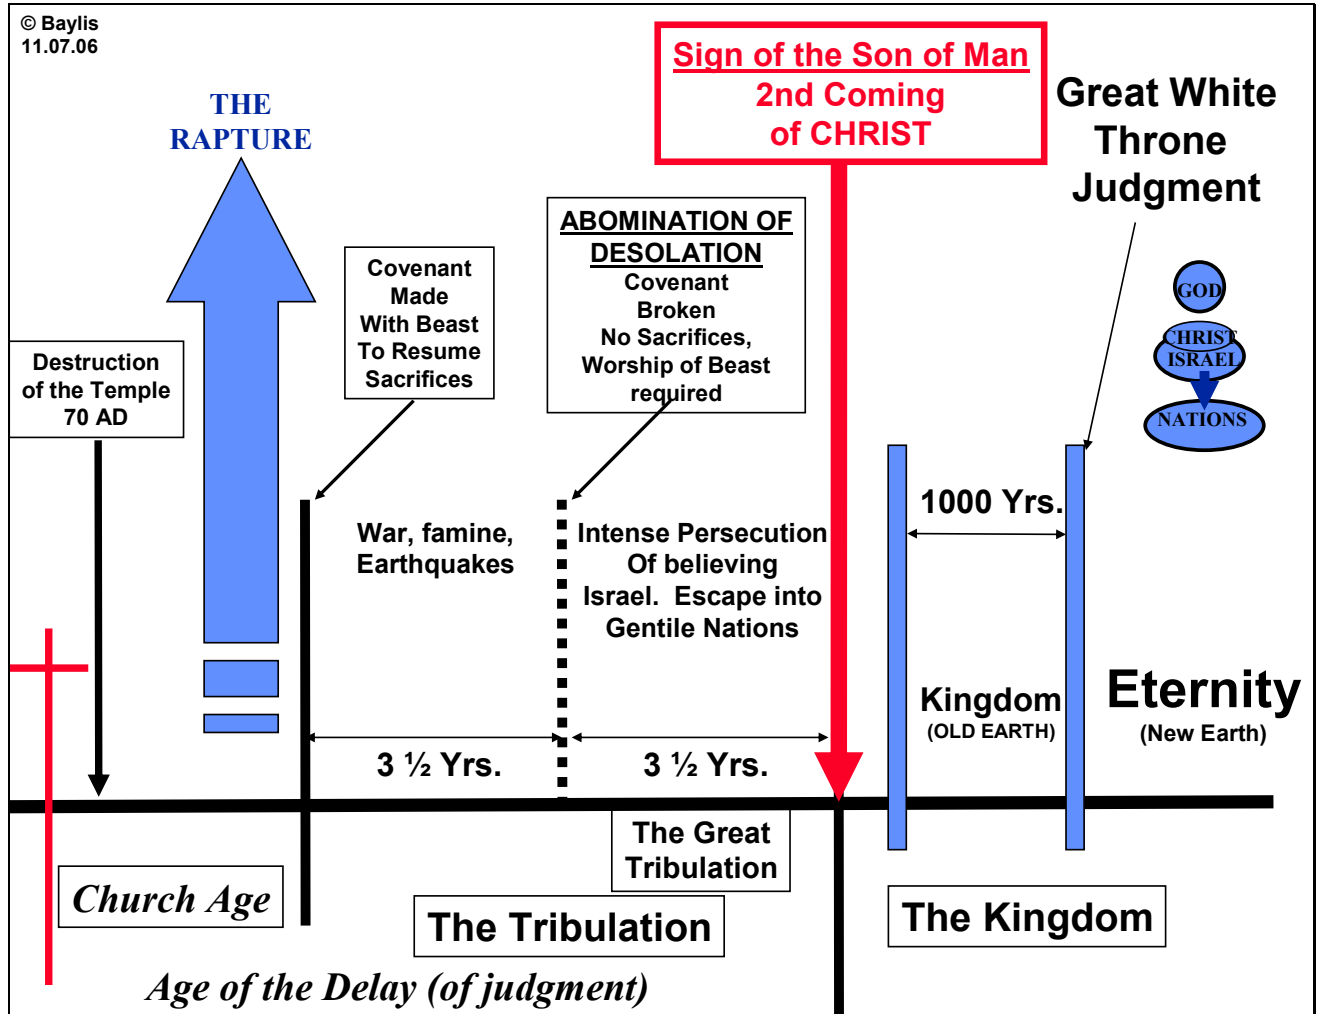 © Baylis
11.07.06
THE
RAPTURE
Sign of the Son of Man
2nd Coming
of CHRIST
Great White
Throne
Judgment
Destruction
of the Temple
70 AD
Covenant
Made
With Beast
To Resume
Sacrifices
ABOMINATION OF
DESOLATION
Covenant
Broken
No Sacrifices,
Worship of Beast
required
GOD
CHRIST
ISRAEL
NATIONS
War, famine,
Earthquakes
Intense Persecution
Of believing
Israel. Escape into
Gentile Nations
1000 Yrs.
Kingdom
(OLD EARTH)
Eternity
(New Earth)
3 ½ Yrs.
3 ½ Yrs.
The Great
Tribulation
Church Age
The Tribulation
The Kingdom
Age of the Delay (of judgment)